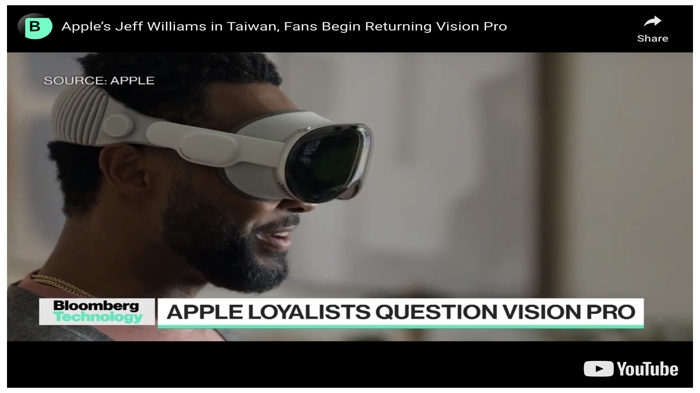 B
Apple’s Jeff Williams in Taiwan, Fans Begin Returning Vision Pro
Share
SOURCE: APPLE
Bloomberg
Technology
APPLE LOYALISTS QUESTION VISION PRO
YouTube